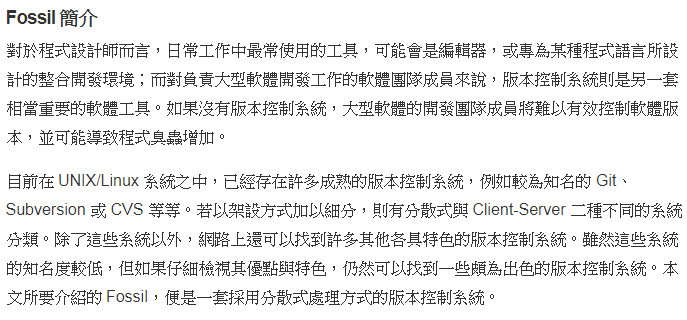 Fossil 簡介
對於程式設計師而言，日常工作中最常使用的工具，可能會是編輯器，或專為某種程式語言所設
計的整合開發環境；而對負責大型軟體開發工作的軟體團隊成員來說，版本控制系統則是另一套
相當重要的軟體工具。如果沒有版本控制系統，大型軟體的開發團隊成員將難以有效控制軟體版
本，並可能導致程式臭蟲增加。
目前在 UNIX/Linux 系統之中，已經存在許多成熟的版本控制系統，例如較為知名的 Git、
Subversion 或 CVS 等等。若以架設方式加以細分，則有分散式與 Client-Server 二種不同的系統
分類。除了這些系統以外，網路上還可以找到許多其他各具特色的版本控制系統。雖然這些系統
的知名度較低，但如果仔細檢視其優點與特色，仍然可以找到一些頗為出色的版本控制系統。本
文所要介紹的 Fossil，便是一套採用分散式處理方式的版本控制系統。